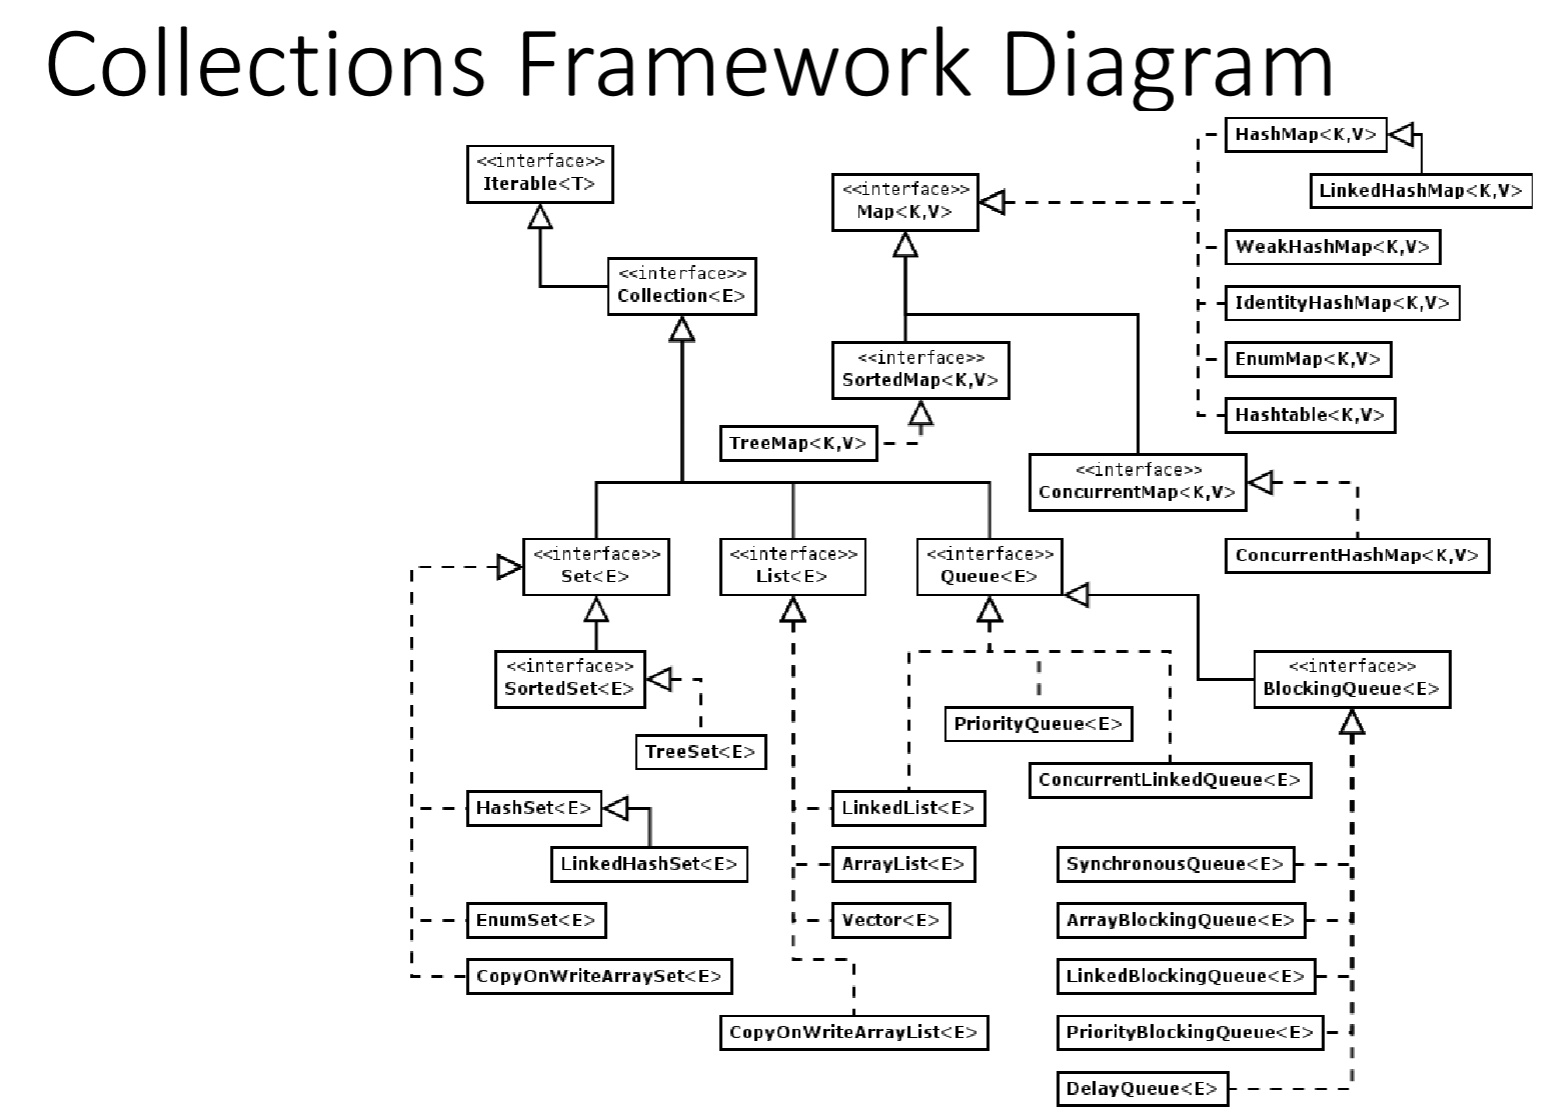 Collections Framework Diagram
HashMap<K,V>
<<interface>>
Iterable<T>
<<interface>>
Map<K,V>
LinkedHashMap<K,V>
WeakHashMap<K,V>
<<interface>>
Collection<E>
IdentityHashMap<K,V>
<<interface>>
SortedMap<K,V>
EnumMap<K,V>
Hashtable<K,V>
TreeMap<K,V>
<<interface>>
ConcurrentMap<K,V>
ConcurrentHashMap<K,V>
<<interface>>
Set<E>
<<interface>>
List<E>
<<interface>>
Queue<E>
<<interface>>
SortedSet<E>
<<interface>>
BlockingQueue<E>
PriorityQueue<E>
TreeSet<E>
ConcurrentLinkedQueue<E>
HashSet<E>
LinkedList<E>
LinkedHashSet<E>
ArrayList<E>
SynchronousQueue<E>
EnumSet<E>
Vector<E>
ArrayBlockingQueue<E>
CopyOnWriteArraySet<E>
LinkedBlockingQueue<E>
CopyOnWriteArrayList<E>
PriorityBlockingQueue<E>
DelayQueue<E>